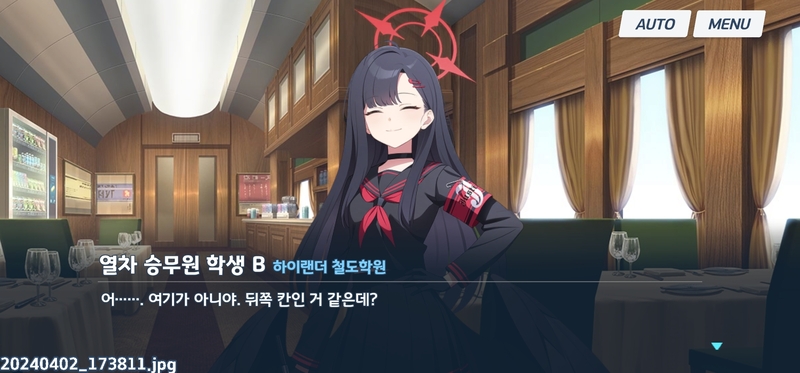 AUTO
MENU
열차 승무원 학생 B 하이랜더 철도학원
어……. 여기가 아니야. 뒤쪽 칸인 거 같은데?
20240402_173811.jpg